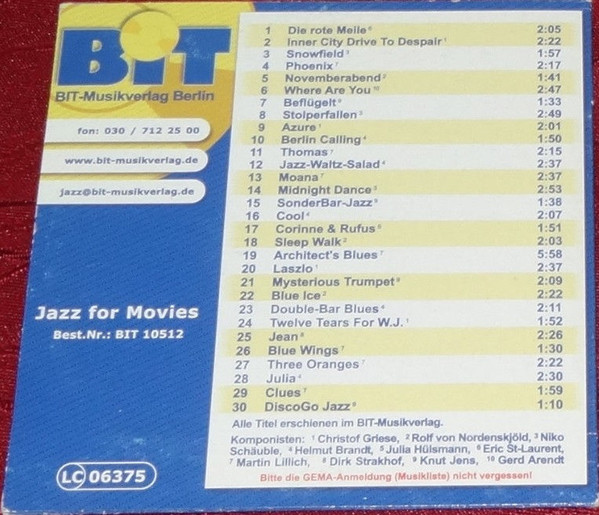 BiT
BIT-Musikverlag Berlin
fon: 030 / 712 25 00
www.bit-musikverlag.de
jazz@bit-musikverlag.de
Jazz for Movies
Best.Nr.: BIT 10512
LC 06375
1 Die rote Meile 2:05
2 Inner City Drive To Despair 2:22
3 Snowfield 1:57
4 Phoenix 2:17
5 Novemberabend 1:41
6 Where Are You ¹⁰ 2:47
7 Beflügelt 1:33
8 Stolperfallen 2:49
9 Azure 2:01
10 Berlin Calling 1:50
11 Thomas 2:15
12 Jazz-Waltz-Salad 2:37
13 Moana 2:37
14 Midnight Dance 2:53
15 SonderBar-Jazz 1:38
16 Cool 2:07
17 Corinne & Rufus 1:51
18 Sleep Walk 2:03
19 Architect's Blues 5:58
20 Laszlo 2:37
21 Mysterious Trumpet 2:09
22 Blue Ice 2:22
23 Double-Bar Blues 2:11
24 Twelve Tears For W.J. 1:52
25 Jean 2:26
26 Blue Wings 1:30
27 Three Oranges 2:22
28 Julia 2:30
29 Clues 1:59
30 DiscoGo Jazz 1:10
Alle Titel erschienen im BIT-Musikverlag.
Komponisten: ¹ Christof Griese, ² Rolf von Nordenskjöld, ³ Niko
Schäuble, ⁴ Helmut Brandt, ⁵ Julia Hülsmann, ⁶ Eric St-Laurent,
⁷ Martin Lillich, ⁸ Dirk Strakhof, ⁹ Knut Jens, ¹⁰ Gerd Arendt
Bitte die GEMA-Anmeldung (Musikliste) nicht vergessen!